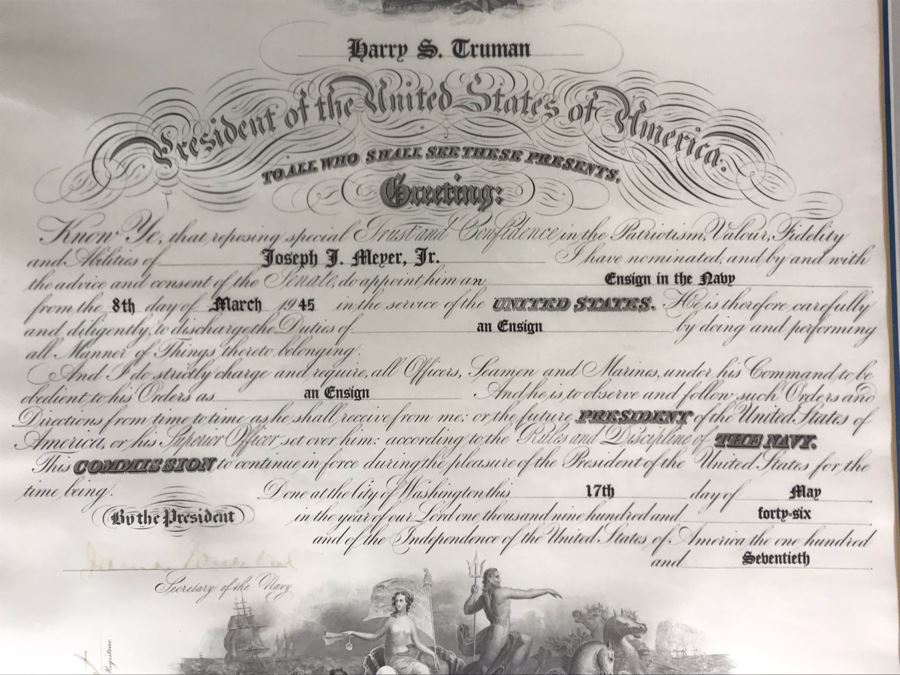 Harry S. Truman
President of the United States of America.
TO ALL WHO SHALL SEE THESE PRESENTS,
Greeting:
Know Ye, that reposing special Trust and Confidence in the Patriotism, Valour, Fidelity
and Abilities of Joseph J. Meyer, Jr. I have nominated, and by and with
the advice and consent of the Senate, do appoint him an Ensign in the Navy
from the 8th day of March 1945 in the service of the UNITED STATES. He is therefore carefully
and diligently, to discharge the Duties of an Ensign by doing and performing
all Manner of Things thereto belonging.
And I do strictly charge and require, all Officers, Seamen and Marines, under his Command to be
obedient to his Orders as an Ensign And he is to observe and follow such Orders and
Directions from time to time as he shall receive from me; or the future PRESIDENT of the United States of
America, or his Superior Officer set over him; according to the Rules and Discipline of THE NAVY.
This COMMISSION to continue in force during the pleasure of the President of the United States for the
time being.
Done at the City of Washington this 17th day of May
By the President
in the year of our Lord one thousand nine hundred and forty-six
and of the Independence of the United States of America the one hundred
and Seventieth
Secretary of the Navy
Keystone